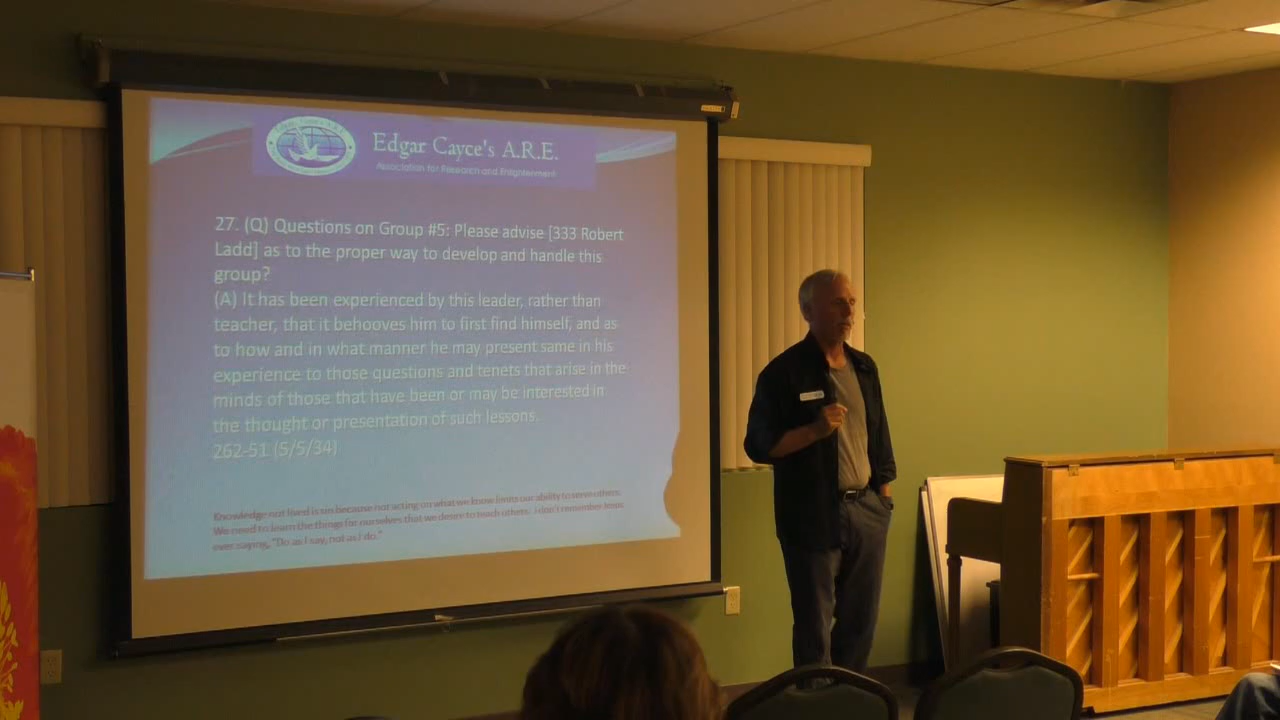 Edgar Cayce's A.R.E.
Association for Research and Enlightenment
27. (Q) Questions on Group #5: Please advise [333 Robert
Ladd] as to the proper way to develop and handle this
group?
(A) It has been experienced by this leader, rather than
teacher, that it behooves him to first find himself, and as
to how and in what manner he may present same in his
experience to those questions and tenets that arise in the
minds of those that have been or may be interested in
the thought or presentation of such lessons.
262-51 (5/5/34)
Knowledge not lived is sin because not acting on what we know limits our ability to serve others.
We need to learn the things for ourselves that we desire to teach others. I don't remember Jesus
ever saying, "Do as I say, not as I do."